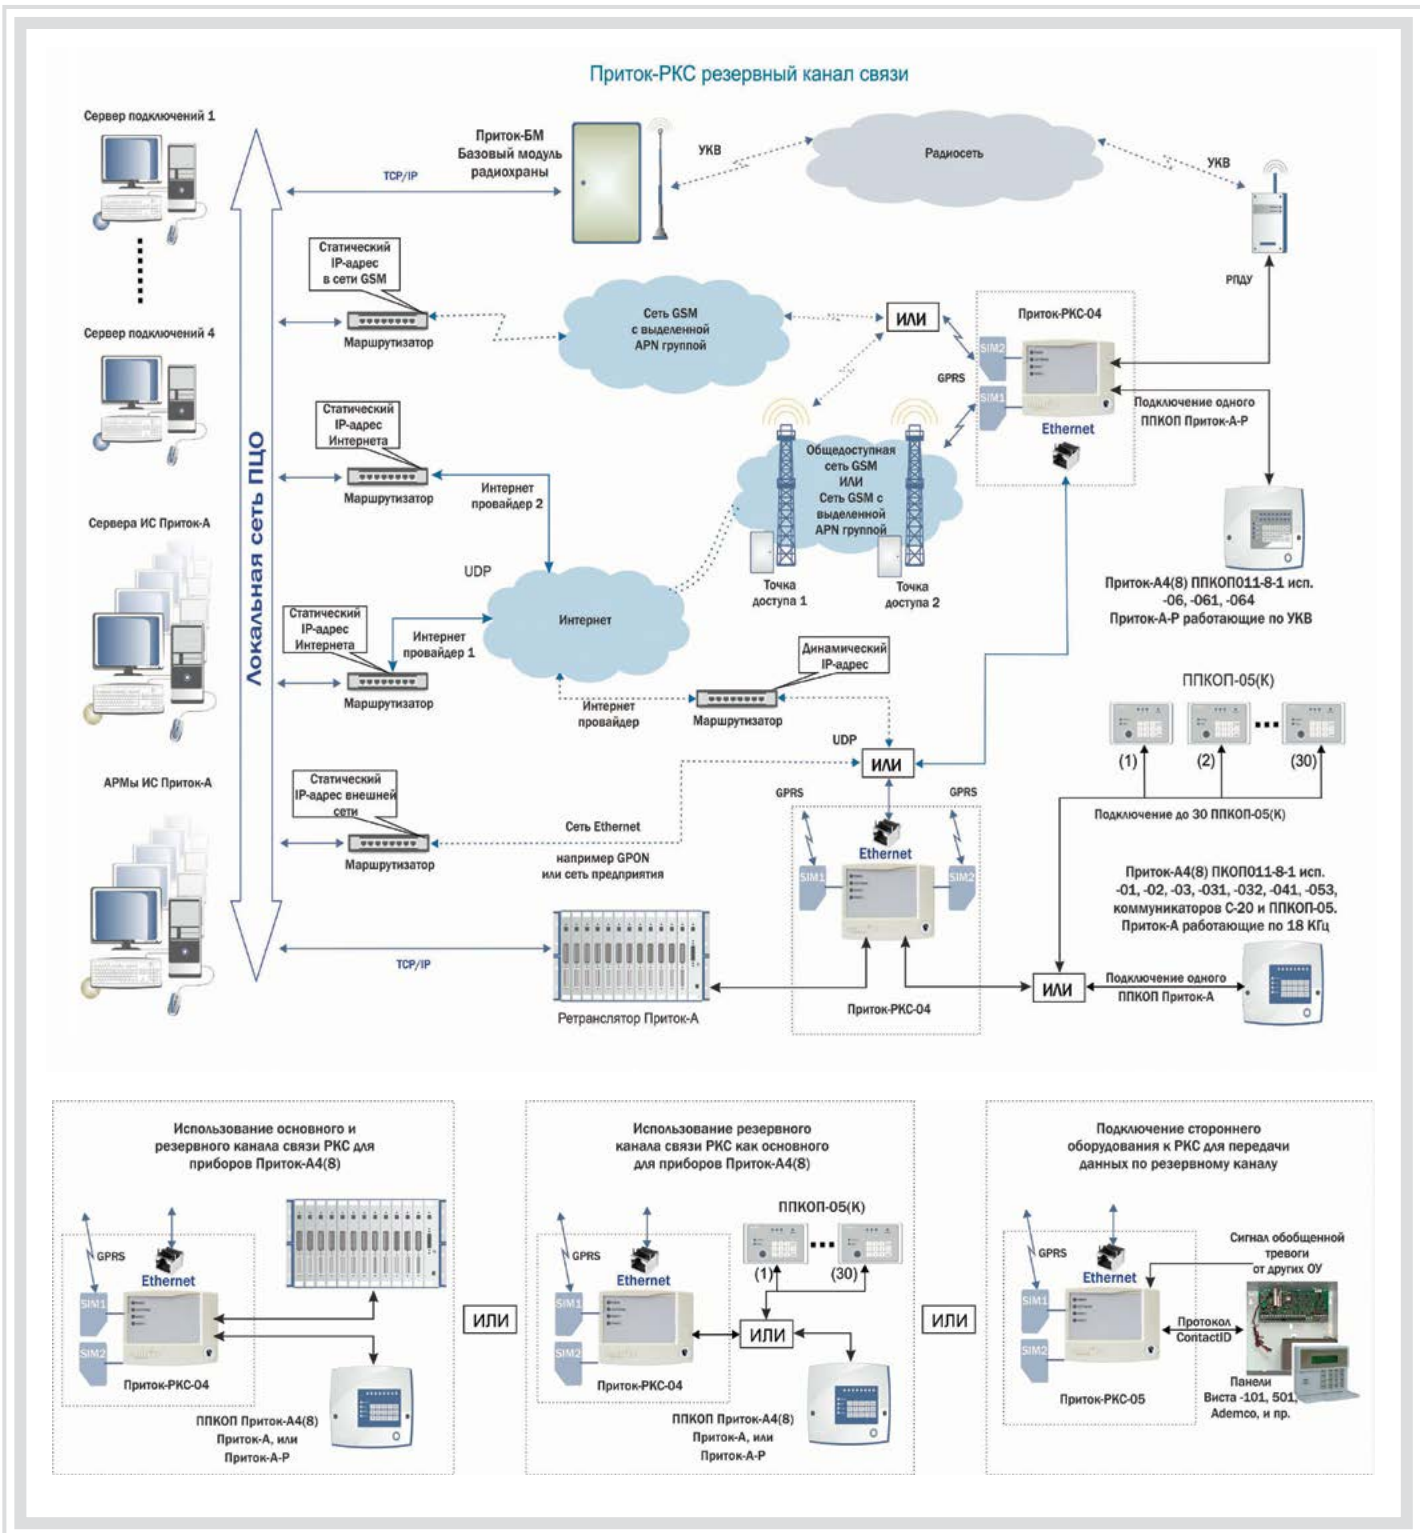 Приток-РКС резервный канал связи
Сервер подключений 1
Приток-БМ
Базовый модуль
радиохраны
TCP/IP
УКВ
Радиосеть
УКВ
Статический
IP-адрес
в сети GSM
РПДУ
Сервер подключений 4
Маршрутизатор
Сеть GSM
с выделенной
APN группой
ИЛИ
Приток-РКС-04
SIM2
GPRS
SIM1
Ethernet
Подключение одного
ППКОП Приток-А-Р
Статический
IP-адрес
Интернета
Локальная сеть ПЦО
Маршрутизатор
Интернет
провайдер 2
Общедоступная
сеть GSM
ИЛИ
Сеть GSM с
выделенной
APN группой
Сервера ИС Приток-А
UDP
Точка
доступа 1
Точка
доступа 2
Приток-А4(8) ППКОП011-8-1 исп.
-06, -061, -064
Приток-А-Р работающие по УКВ
Статический
IP-адрес
Интернета
Интернет
провайдер 1
Интернет
Динамический
IP-адрес
Маршрутизатор
Интернет
провайдер
Маршрутизатор
ППКОП-05(К)
(1)
(2)
(30)
UDP
ИЛИ
АРМы ИС Приток-А
Статический
IP-адрес внешней
сети
GPRS
GPRS
Подключение до 30 ППКОП-05(К)
Маршрутизатор
Сеть Ethernet
например GPON
или сеть предприятия
Ethernet
SIM1
SIM2
Приток-А4(8) ПКОП011-8-1 исп.
-01, -02, -03, -031, -032, -041, -053,
коммуникаторов С-20 и ППКОП-05.
Приток-А работающие по 18 КГц
TCP/IP
Ретранслятор Приток-А
Приток-РКС-04
ИЛИ
Подключение одного
ППКОП Приток-А
Использование основного и
резервного канала связи РКС для
приборов Приток-А4(8)
GPRS
Ethernet
SIM1
SIM2
Приток-РКС-04
ППКОП Приток-А4(8)
Приток-А, или
Приток-А-Р
ИЛИ
Использование резервного
канала связи РКС как основного
для приборов Приток-А4(8)
ППКОП-05(К)
GPRS
Ethernet
(1)
(30)
SIM1
SIM2
ИЛИ
Приток-РКС-04
ППКОП Приток-А4(8)
Приток-А, или
Приток-А-Р
ИЛИ
Подключение стороннего
оборудования к РКС для передачи
данных по резервному каналу
GPRS
Ethernet
Сигнал обобщенной
тревоги
от других ОУ
SIM1
SIM2
Протокол
ContactID
Приток-РКС-05
Панели
Виста -101, 501,
Ademco, и пр.